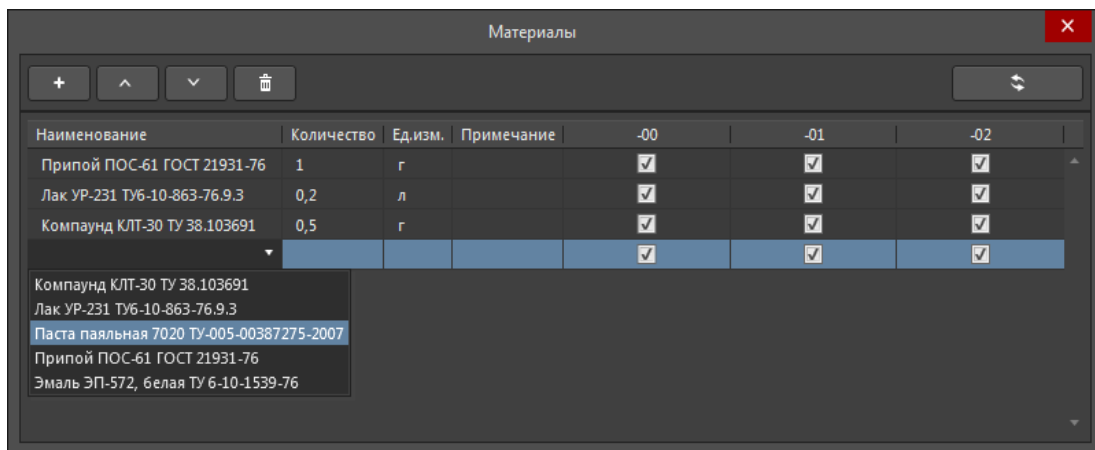 Материалы
Наименование Количество Ед.изм. Примечание -00 -01 -02
Припой ПОС-61 ГОСТ 21931-76 1 г
Лак УР-231 ТУ6-10-863-76.9.3 0,2 л
Компаунд КЛТ-30 ТУ 38.103691 0,5 г
Компаунд КЛТ-30 ТУ 38.103691
Лак УР-231 ТУ6-10-863-76.9.3
Паста паяльная 7020 ТУ-005-00387275-2007
Припой ПОС-61 ГОСТ 21931-76
Эмаль ЭП-572, белая ТУ 6-10-1539-76